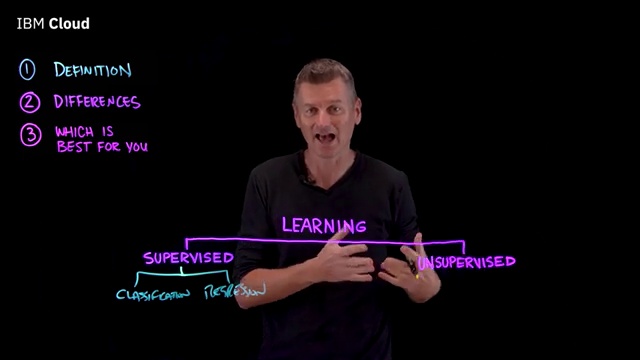 IBM Cloud
1 DEFINITION
2 DIFFERENCES
3 WHICH IS
BEST FOR YOU
LEARNING
SUPERVISED
UNSUPERVISED
CLASSIFICATION REGRESSION